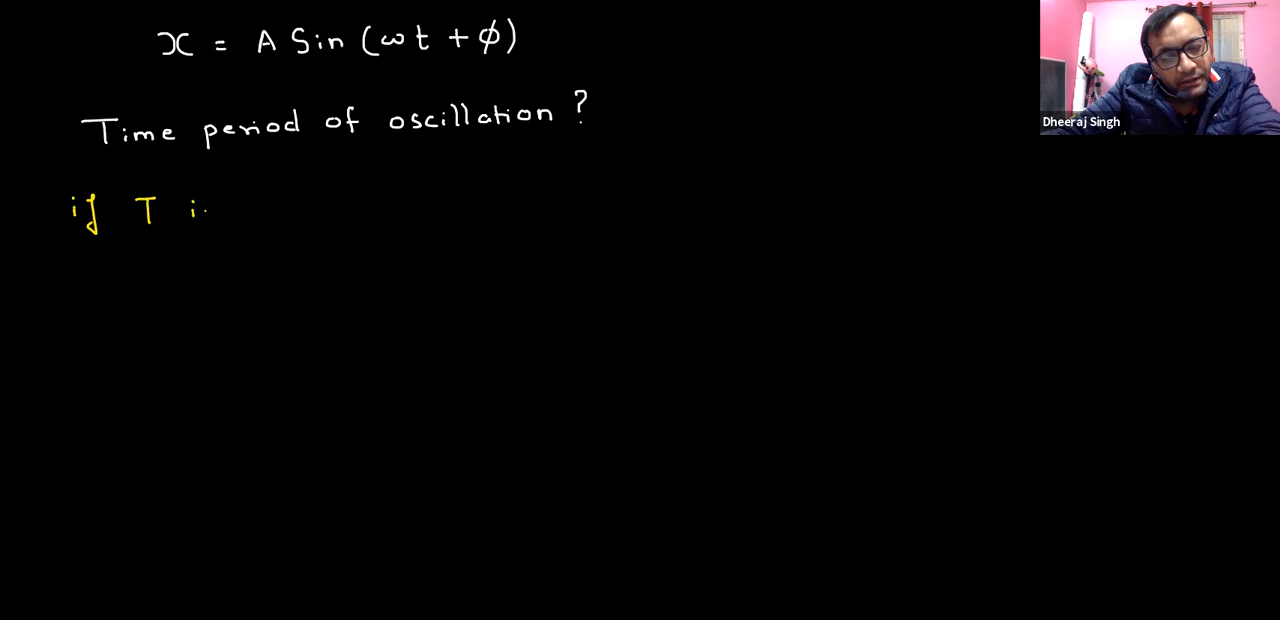 x = A Sin (ωt + φ)
Time period of oscillation ?
if T i.
Dheeraj Singh